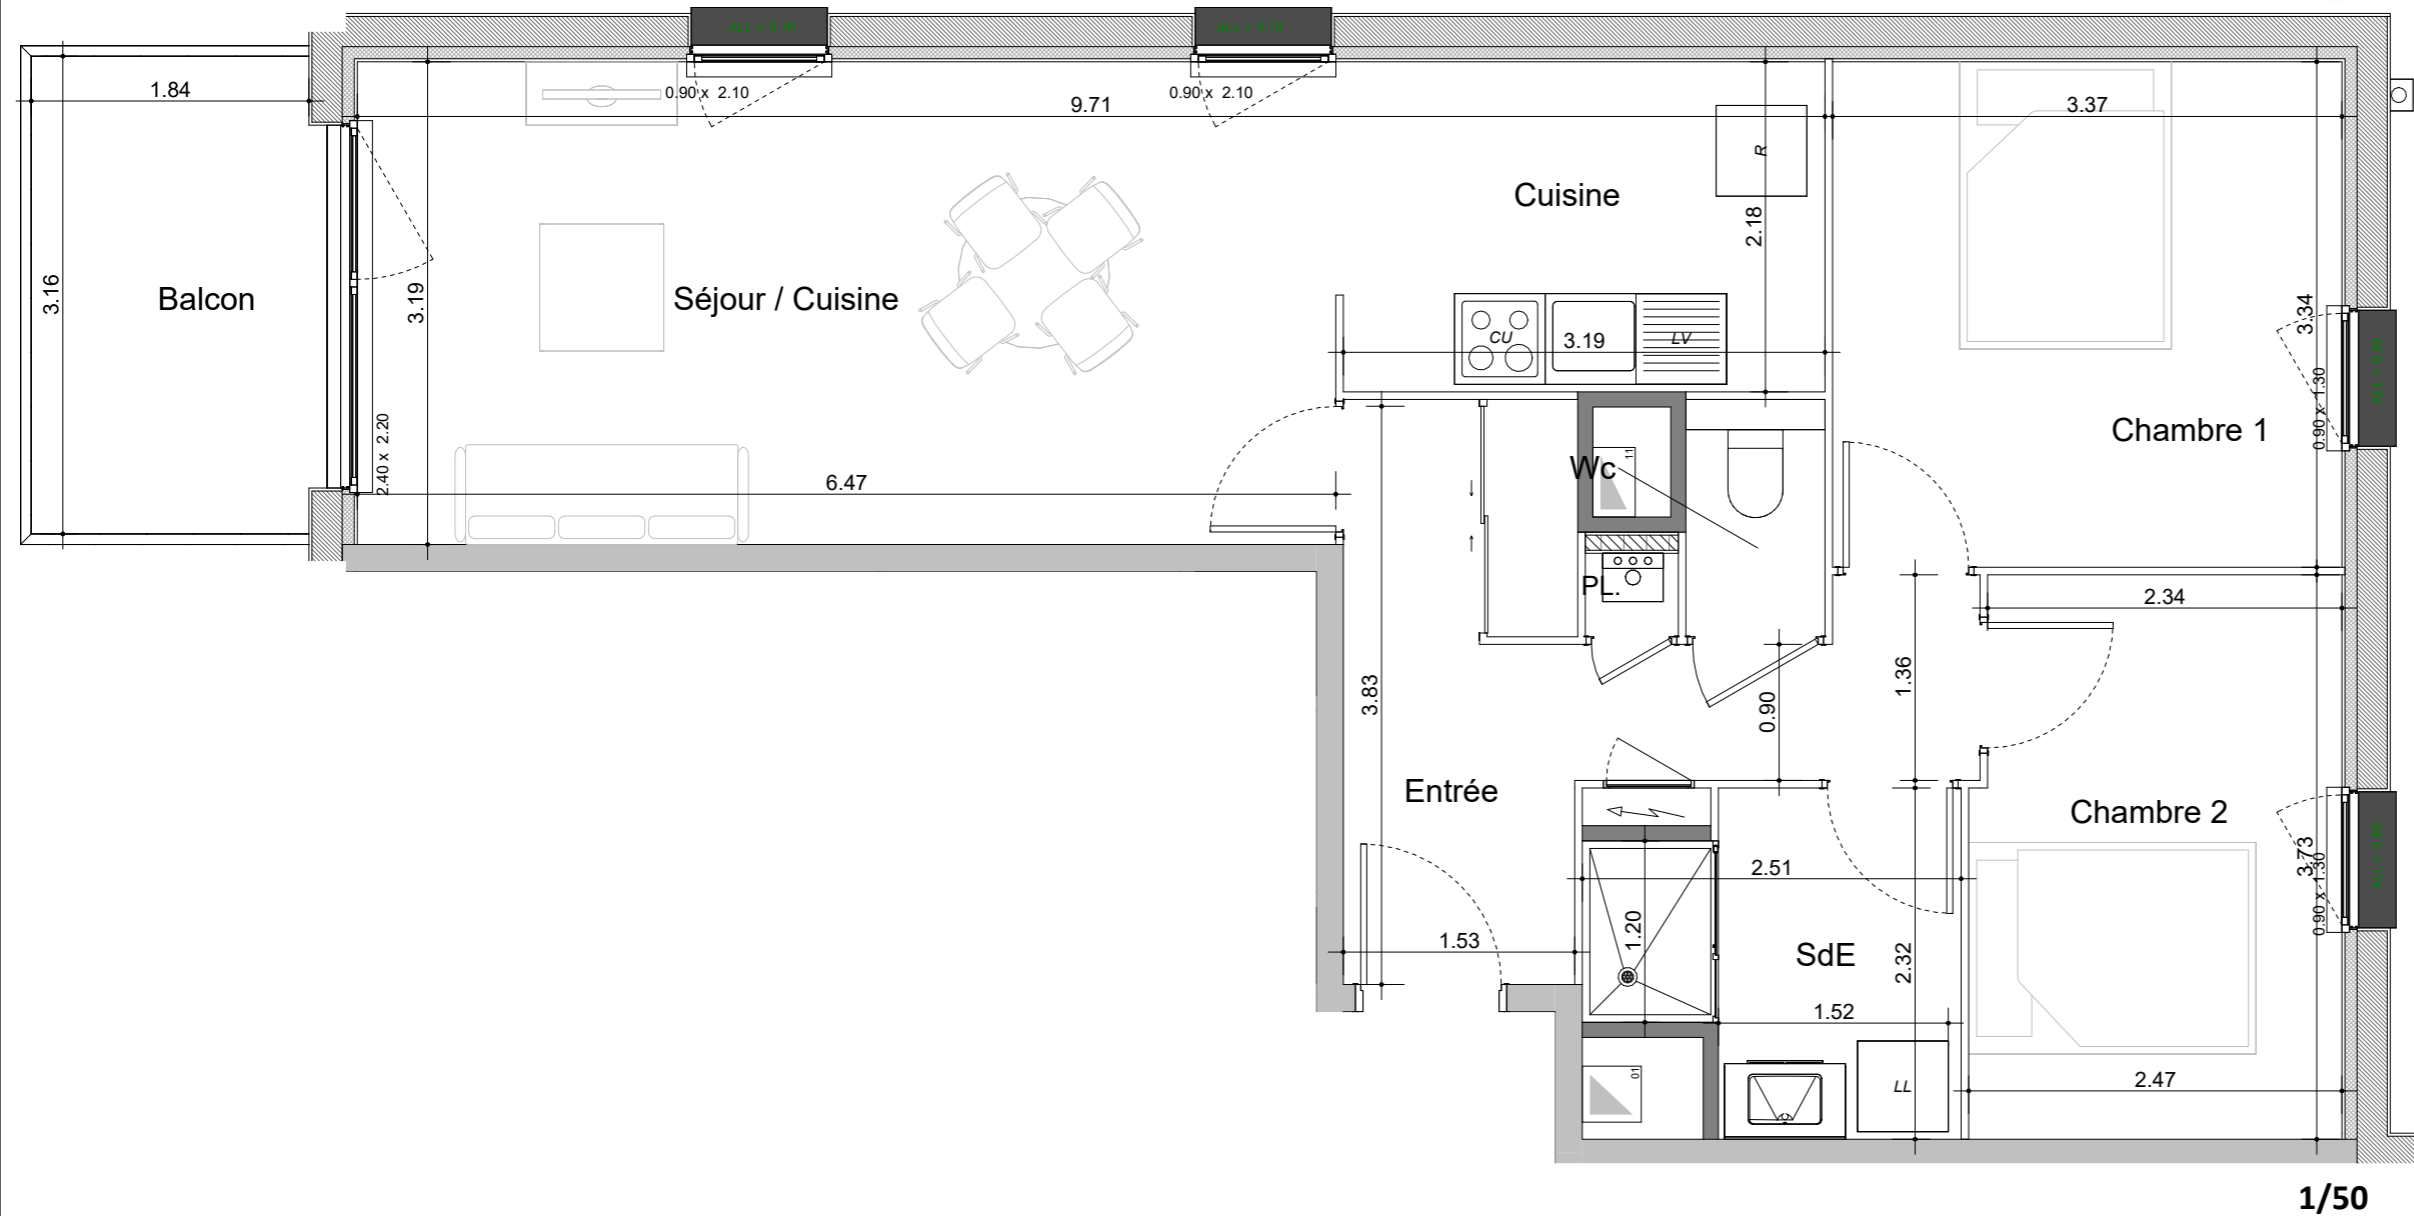 1.84
9.71
3.37
0.90 x 2.10
0.90 x 2.10
R
Cuisine
2.18
3.16
Balcon
3.19
Séjour / Cuisine
3.34
CU
3.19
LV
0.90 x 1.30
Chambre 1
2.40 x 2.20
6.47
Wc
11
PL.
2.34
3.83
0.90
1.36
Entrée
Chambre 2
2.51
3.73
0.90 x 1.30
1.20
1.53
SdE
2.32
1.52
01
LL
2.47
1/50